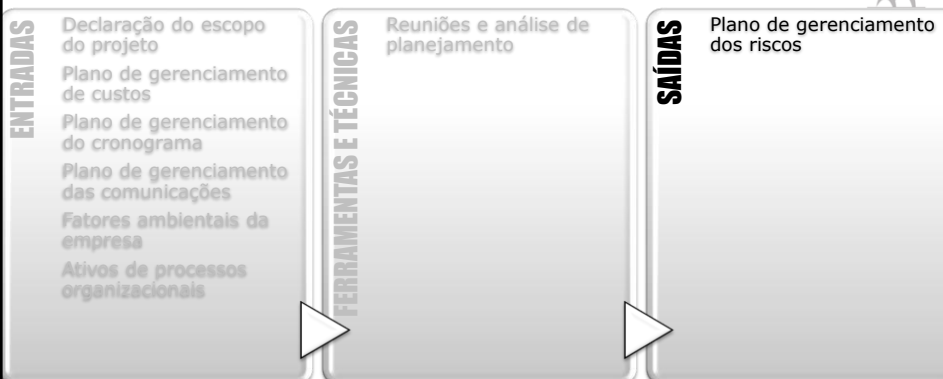 ENTRADAS
Declaração do escopo
do projeto
Plano de gerenciamento
de custos
Plano de gerenciamento
do cronograma
Plano de gerenciamento
das comunicações
Fatores ambientais da
empresa
Ativos de processos
organizacionais
FERRAMENTAS E TÉCNICAS
Reuniões e análise de
planejamento
SAÍDAS
Plano de gerenciamento
dos riscos